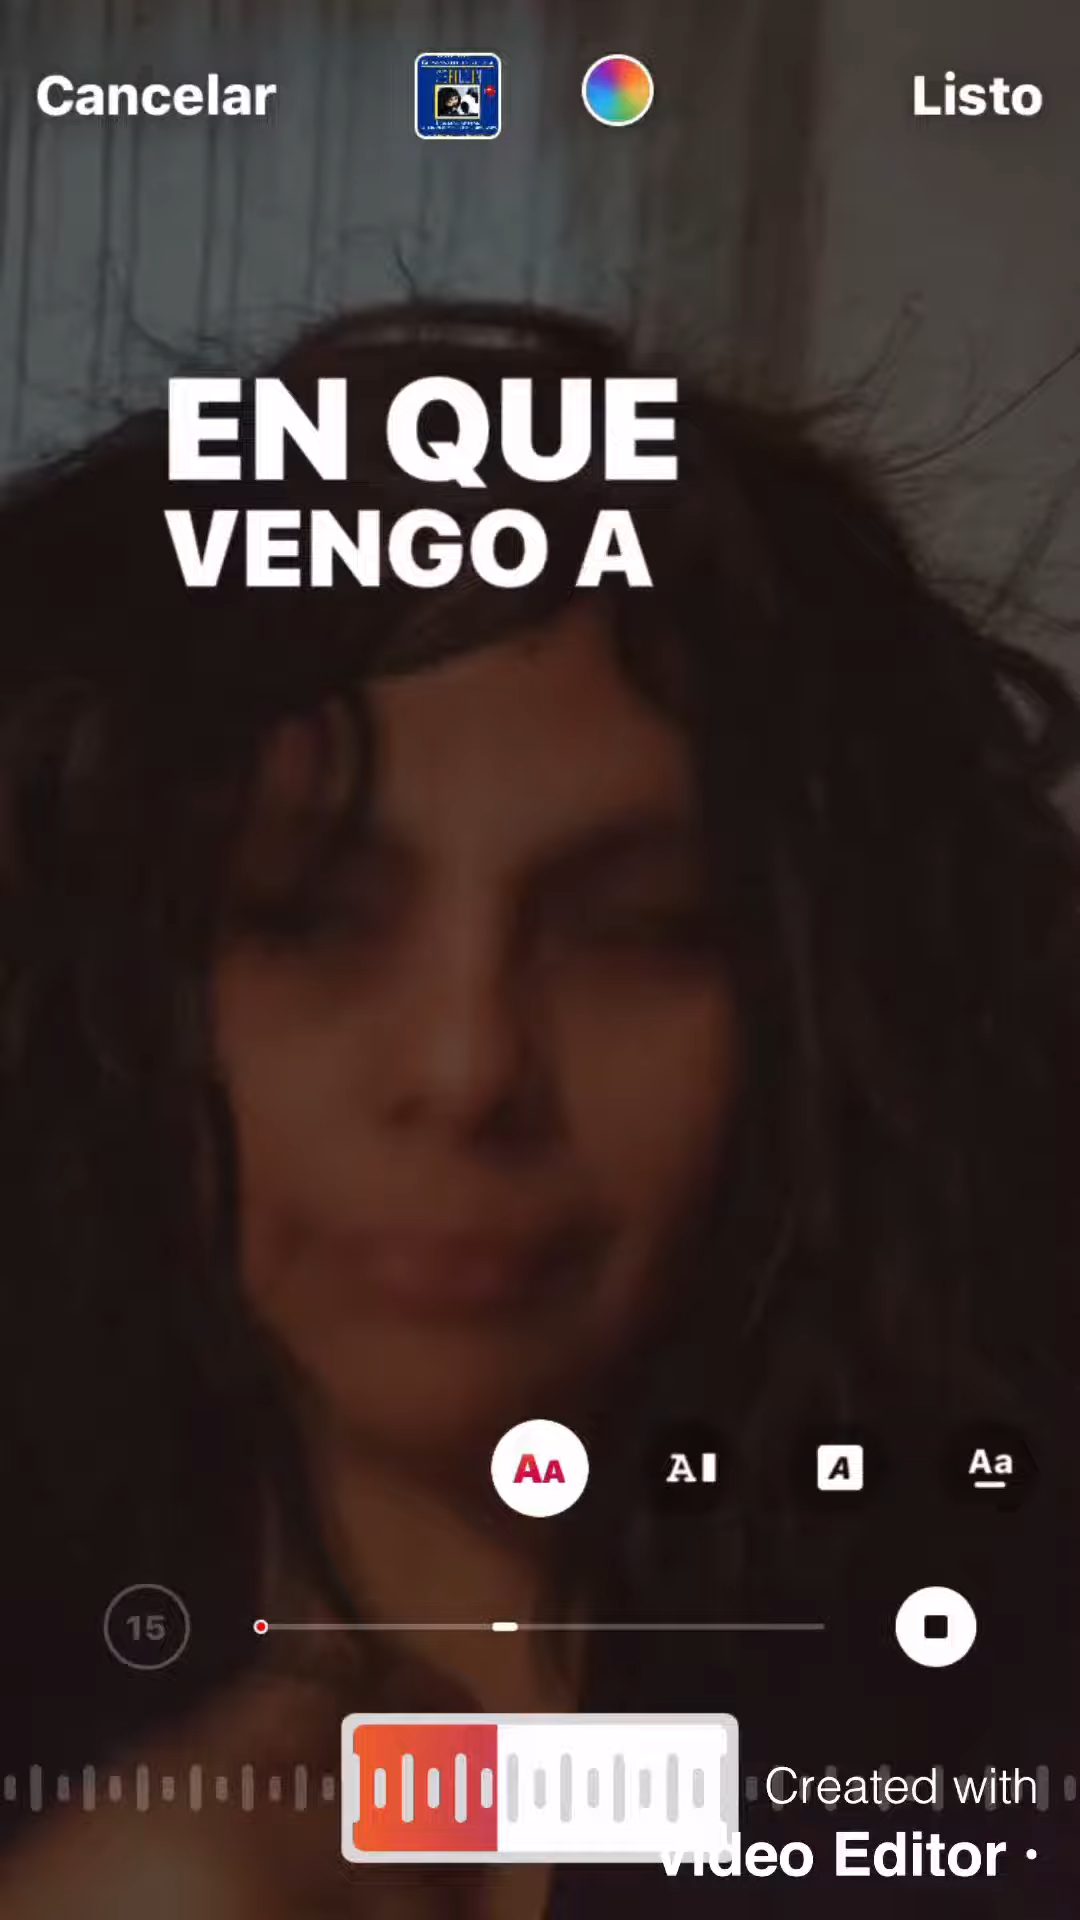 Cancelar
Listo
EN QUE
VENGO A
AA
A
A
Aa
15
Created with
Video Editor ·